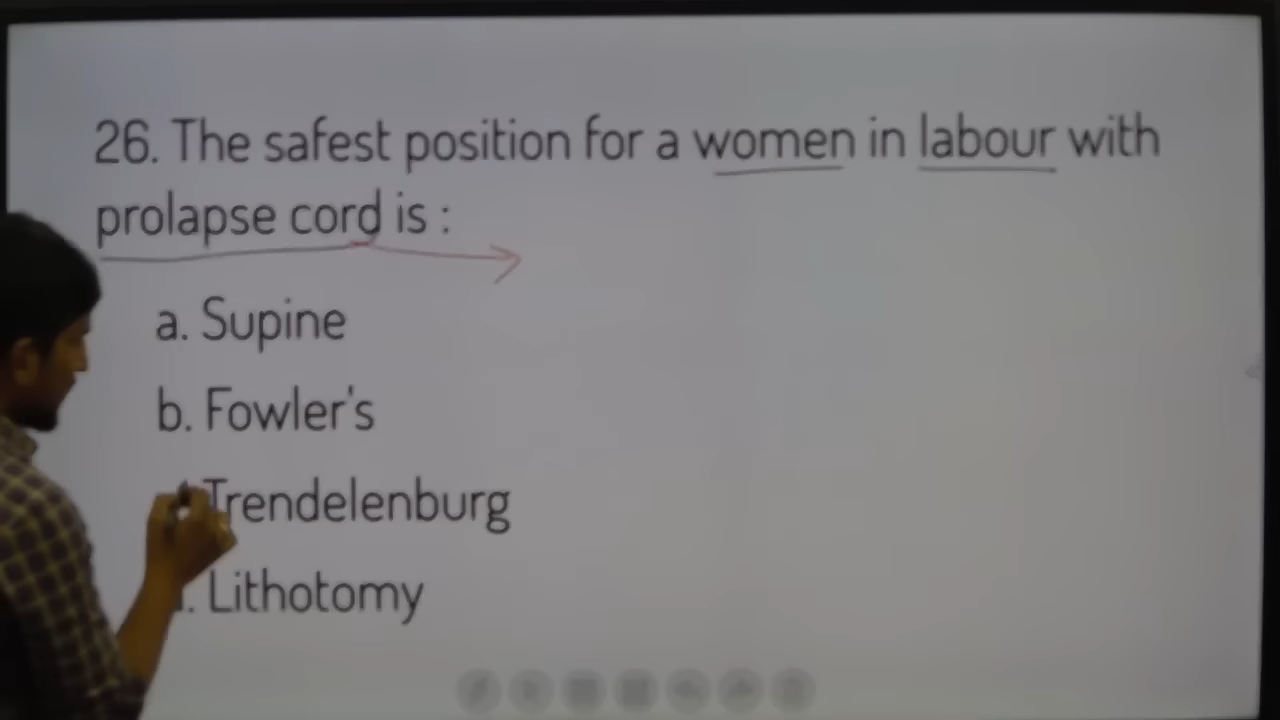 26. The safest position for a women in labour with
prolapse cord is :
a. Supine
b. Fowler's
Trendelenburg
. Lithotomy